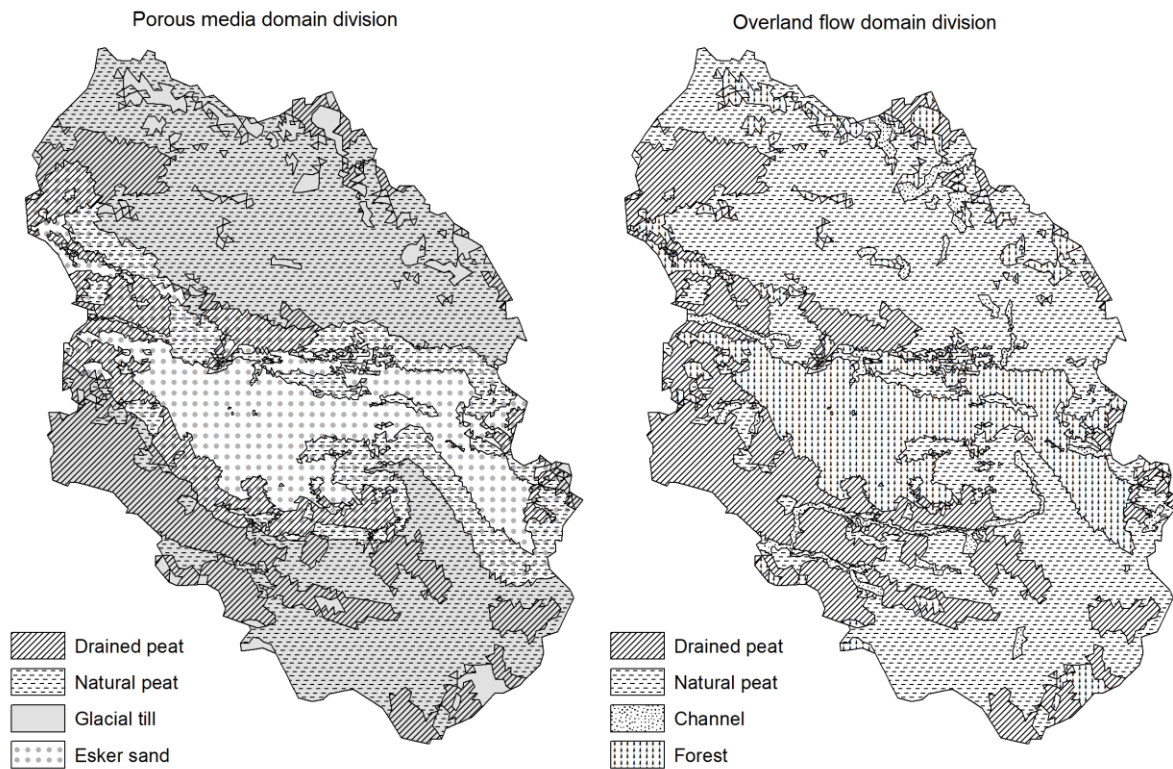 Porous media domain division
Overland flow domain division
Drained peat
Natural peat
Glacial till
Esker sand
Drained peat
Natural peat
Channel
Forest